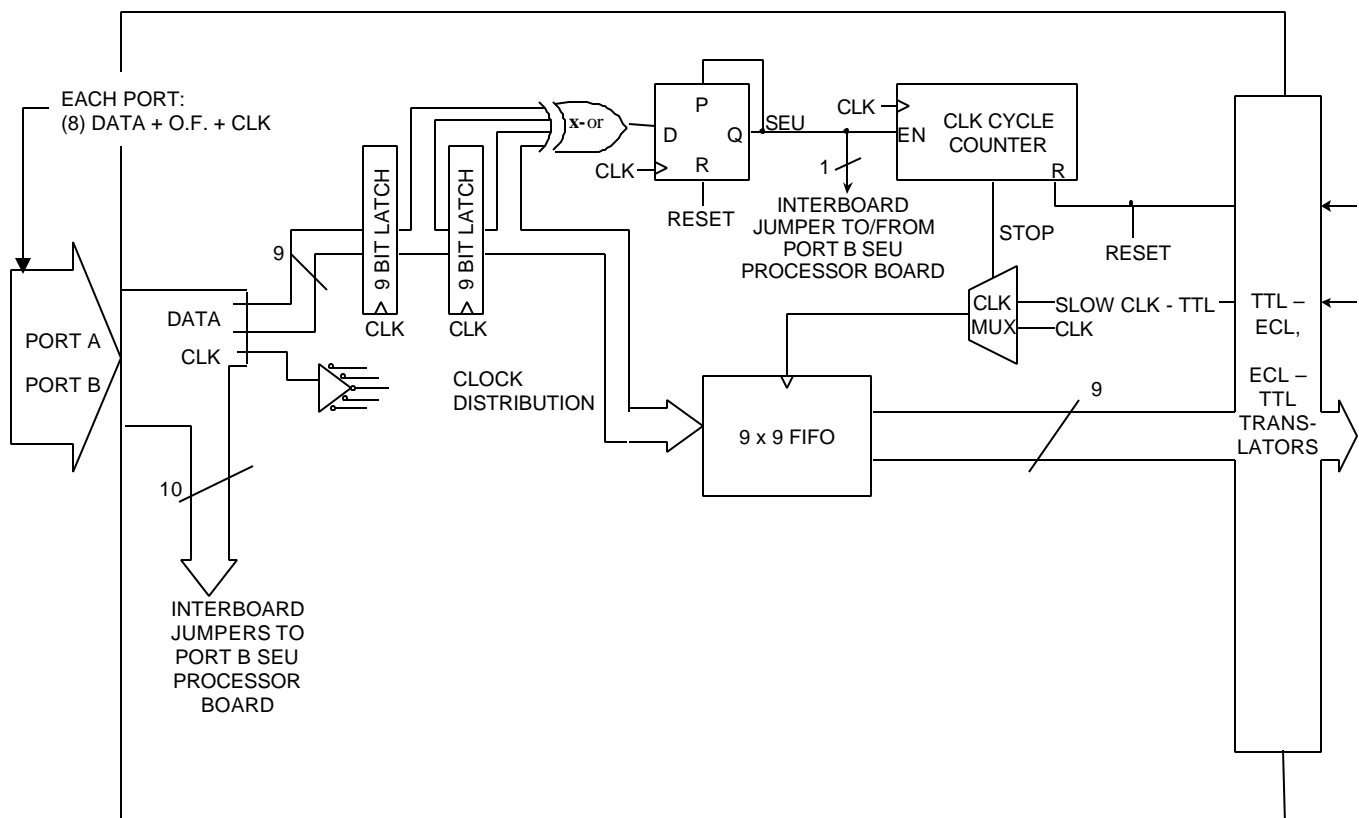 EACH PORT:
(8) DATA + O.F. + CLK
x-or
P
D
Q
R
CLK
RESET
SEU
1
INTERBOARD
JUMPER TO/FROM
PORT B SEU
PROCESSOR BOARD
CLK
EN
CLK CYCLE
COUNTER
R
STOP
RESET
9 BIT LATCH
CLK
9 BIT LATCH
CLK
9
PORT A
PORT B
DATA
CLK
CLOCK
DISTRIBUTION
CLK
MUX
SLOW CLK - TTL
CLK
TTL –
ECL,
ECL –
TTL
TRANS-
LATORS
9 x 9 FIFO
9
10
INTERBOARD
JUMPERS TO
PORT B SEU
PROCESSOR
BOARD